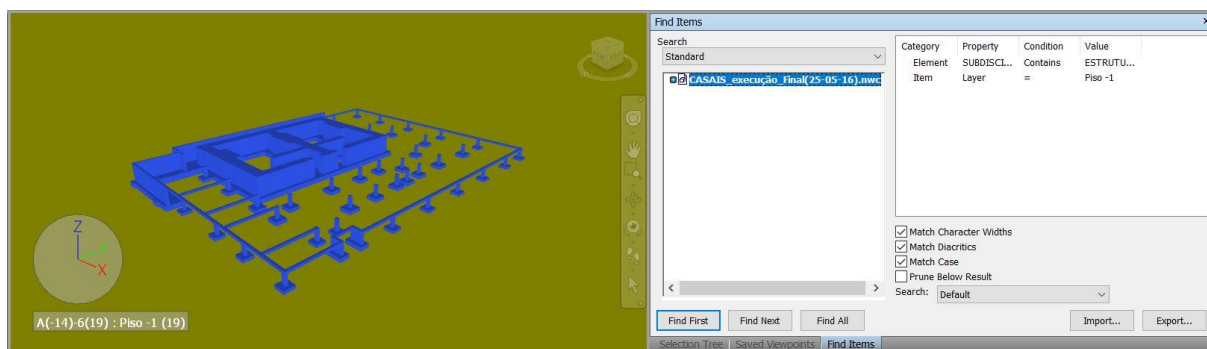 Z
X
A(-14)-6(19) : Piso -1 (19)
Find Items
Search
Standard
CASAIS_execução_Final(25-05-16).nwc
Category Property Condition Value
Element SUBDISCI... Contains ESTRUTU...
Item Layer = Piso -1
Match Character Widths
Match Diacritics
Match Case
Prune Below Result
Search: Default
Find First Find Next Find All Import... Export...
Selection Tree Saved Viewpoints Find Items